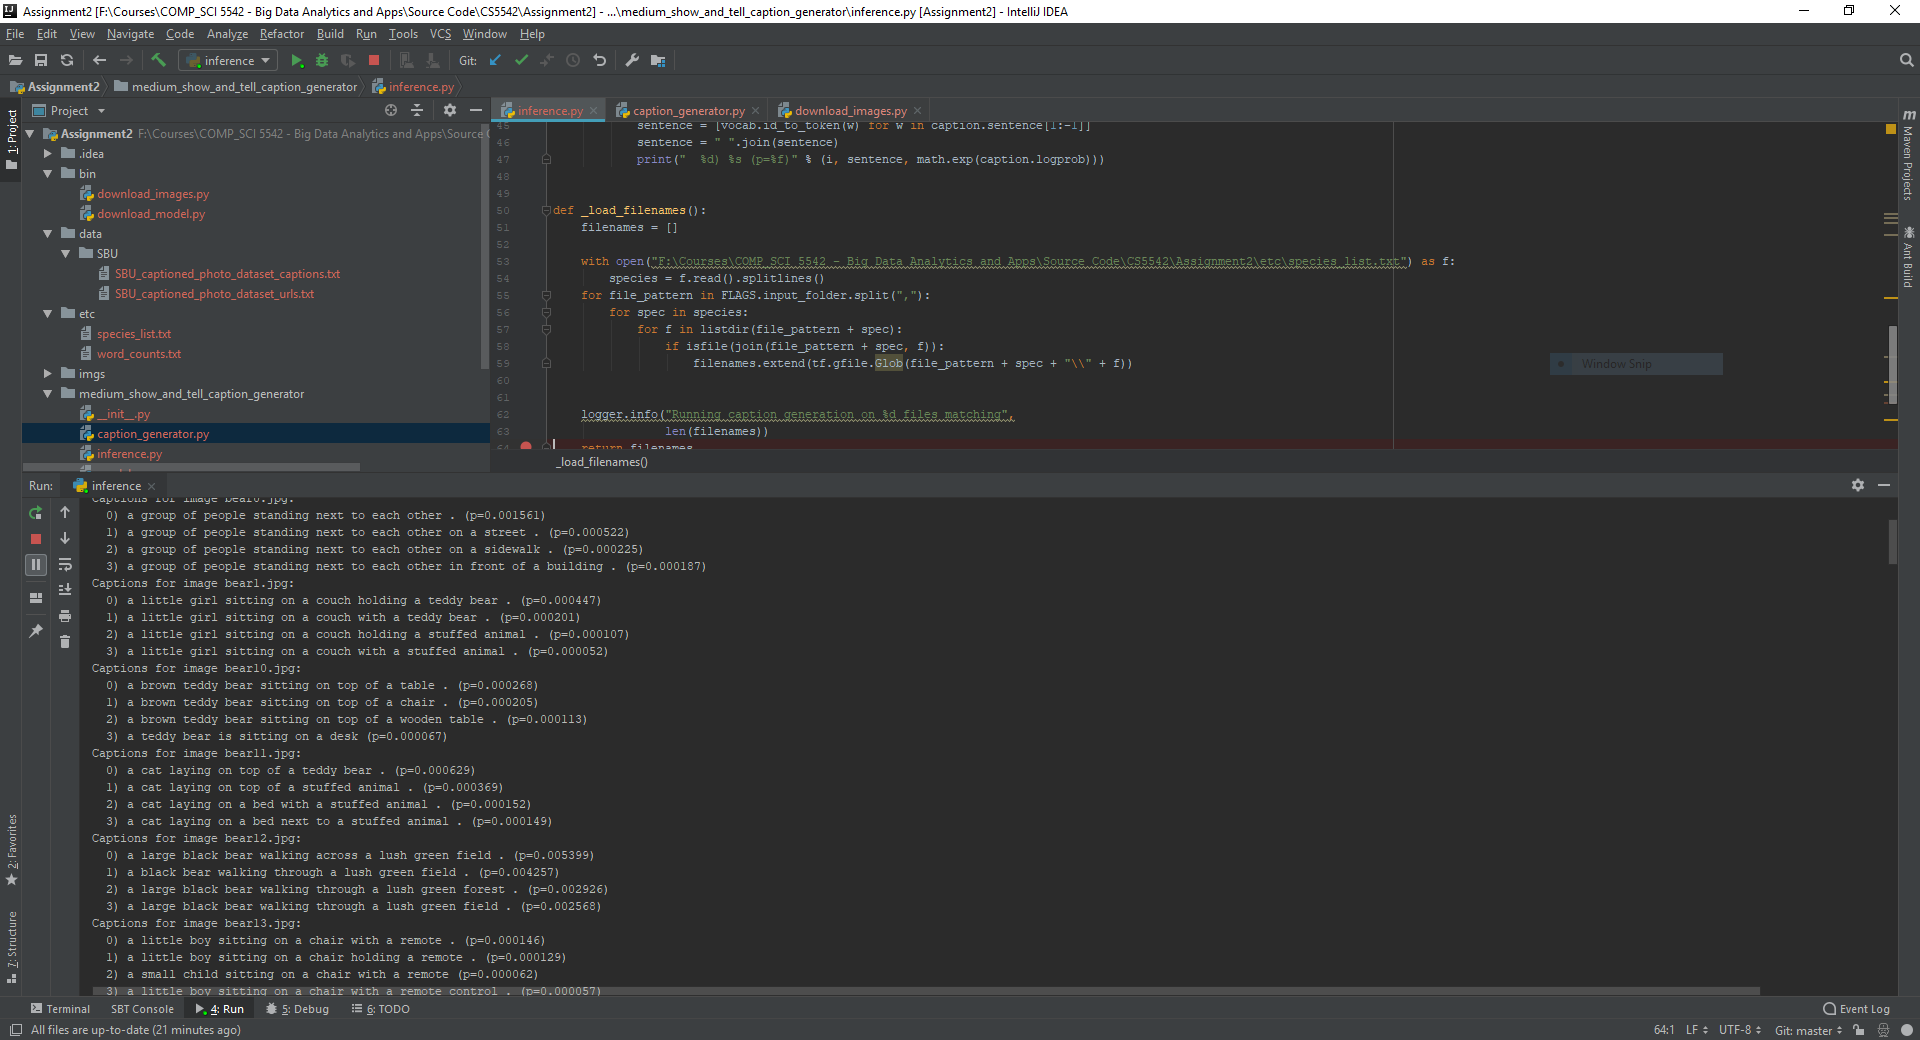 Assignment2 [F:\Courses\COMP_SCI 5542 - Big Data Analytics and Apps\Source Code\CS5542\Assignment2] - ...\medium_show_and_tell_caption_generator\inference.py [Assignment2] - IntelliJ IDEA
File Edit View Navigate Code Analyze Refactor Build Run Tools VCS Window Help
inference Git:
Assignment2 medium_show_and_tell_caption_generator inference.py
1: Project
Project
Assignment2 F:\Courses\COMP_SCI 5542 - Big Data Analytics and Apps\Source C
.idea
bin
download_images.py
download_model.py
data
SBU
SBU_captioned_photo_dataset_captions.txt
SBU_captioned_photo_dataset_urls.txt
etc
species_list.txt
word_counts.txt
imgs
medium_show_and_tell_caption_generator
__init__.py
caption_generator.py
inference.py
inference.py caption_generator.py download_images.py
45 sentence = [vocab.id_to_token(w) for w in caption.sentence[1:-1]]
46 sentence = " ".join(sentence)
47 print("  %d) %s (p=%f)" % (i, sentence, math.exp(caption.logprob)))
48
49
50 def _load_filenames():
51 filenames = []
52
53 with open("F:\Courses\COMP_SCI 5542 - Big Data Analytics and Apps\Source Code\CS5542\Assignment2\etc\species_list.txt") as f:
54 species = f.read().splitlines()
55 for file_pattern in FLAGS.input_folder.split(","):
56 for spec in species:
57 for f in listdir(file_pattern + spec):
58 if isfile(join(file_pattern + spec, f)):
59 filenames.extend(tf.gfile.Glob(file_pattern + spec + "\\" + f))
60
61
62 logger.info("Running caption generation on %d files matching",
63 len(filenames))
64 return filenames
_load_filenames()
Window Snip
Maven Projects
Ant Build
Run: inference
Captions for image bear0.jpg:
0) a group of people standing next to each other . (p=0.001561)
1) a group of people standing next to each other on a street . (p=0.000522)
2) a group of people standing next to each other on a sidewalk . (p=0.000225)
3) a group of people standing next to each other in front of a building . (p=0.000187)
Captions for image bear1.jpg:
0) a little girl sitting on a couch holding a teddy bear . (p=0.000447)
1) a little girl sitting on a couch with a teddy bear . (p=0.000201)
2) a little girl sitting on a couch holding a stuffed animal . (p=0.000107)
3) a little girl sitting on a couch with a stuffed animal . (p=0.000052)
Captions for image bear10.jpg:
0) a brown teddy bear sitting on top of a table . (p=0.000268)
1) a brown teddy bear sitting on top of a chair . (p=0.000205)
2) a brown teddy bear sitting on top of a wooden table . (p=0.000113)
3) a teddy bear is sitting on a desk (p=0.000067)
Captions for image bear11.jpg:
0) a cat laying on top of a teddy bear . (p=0.000629)
1) a cat laying on top of a stuffed animal . (p=0.000369)
2) a cat laying on a bed with a stuffed animal . (p=0.000152)
3) a cat laying on a bed next to a stuffed animal . (p=0.000149)
Captions for image bear12.jpg:
0) a large black bear walking across a lush green field . (p=0.005399)
1) a black bear walking through a lush green field . (p=0.004257)
2) a large black bear walking through a lush green forest . (p=0.002926)
3) a large black bear walking through a lush green field . (p=0.002568)
Captions for image bear13.jpg:
0) a little boy sitting on a chair with a remote . (p=0.000146)
1) a little boy sitting on a chair holding a remote . (p=0.000129)
2) a small child sitting on a chair with a remote (p=0.000062)
3) a little boy sitting on a chair with a remote control . (p=0.000057)
2: Favorites
7: Structure
Terminal SBT Console 4: Run 5: Debug 6: TODO Event Log
All files are up-to-date (21 minutes ago) 64:1 LF UTF-8 Git: master